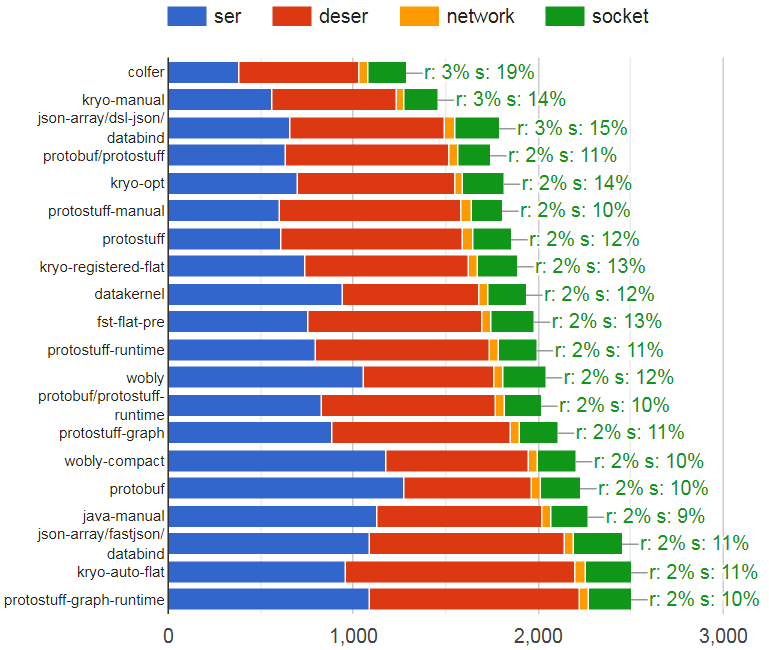 ser deser network socket
colfer r: 3% s: 19%
kryo-manual r: 3% s: 14%
json-array/dsl-json/
databind r: 3% s: 15%
protobuf/protostuff r: 2% s: 11%
kryo-opt r: 2% s: 14%
protostuff-manual r: 2% s: 10%
protostuff r: 2% s: 12%
kryo-registered-flat r: 2% s: 13%
datakernel r: 2% s: 12%
fst-flat-pre r: 2% s: 13%
protostuff-runtime r: 2% s: 11%
wobly r: 2% s: 12%
protobuf/protostuff-
runtime r: 2% s: 10%
protostuff-graph r: 2% s: 11%
wobly-compact r: 2% s: 10%
protobuf r: 2% s: 10%
java-manual r: 2% s: 9%
json-array/fastjson/
databind r: 2% s: 11%
kryo-auto-flat r: 2% s: 11%
protostuff-graph-runtime r: 2% s: 10%
0 1,000 2,000 3,000